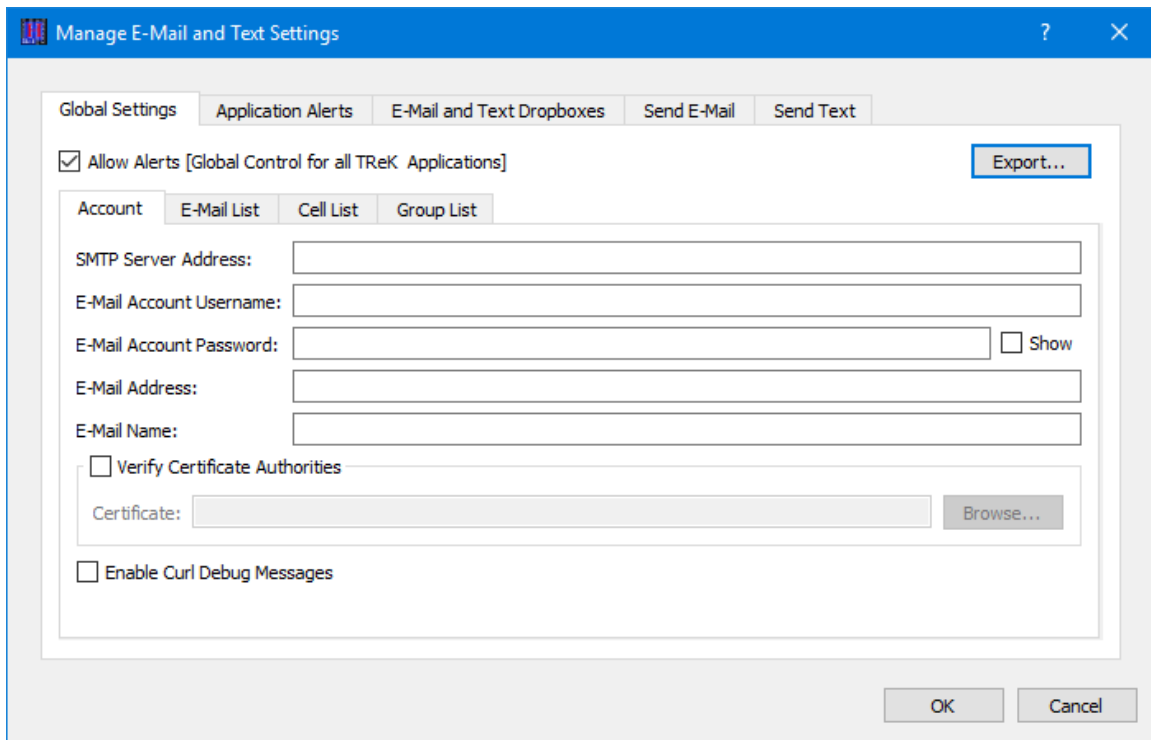 Manage E-Mail and Text Settings ?
Global Settings Application Alerts E-Mail and Text Dropboxes Send E-Mail Send Text
Allow Alerts [Global Control for all TReK Applications] Export...
Account E-Mail List Cell List Group List
SMTP Server Address:
E-Mail Account Username:
E-Mail Account Password: Show
E-Mail Address:
E-Mail Name:
Verify Certificate Authorities
Certificate: Browse...
Enable Curl Debug Messages
OK Cancel